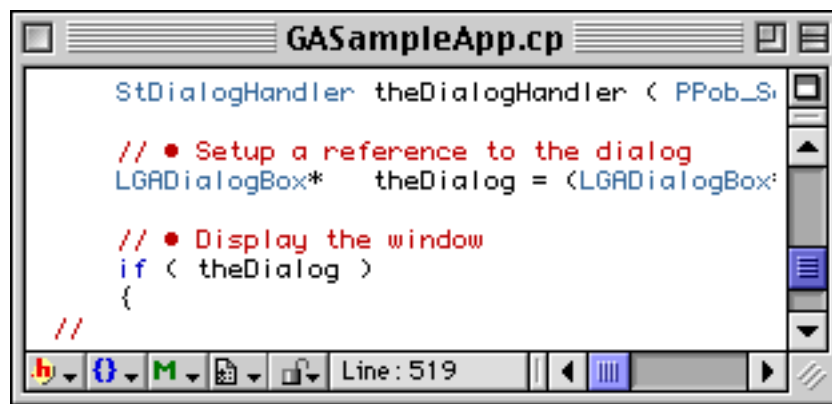 GASampleApp.cp
StDialogHandler theDialogHandler ( PPob_S
// • Setup a reference to the dialog
LGADialogBox* theDialog = (LGADialogBox*
// • Display the window
if ( theDialog )
{
//
.h {} M Line: 519